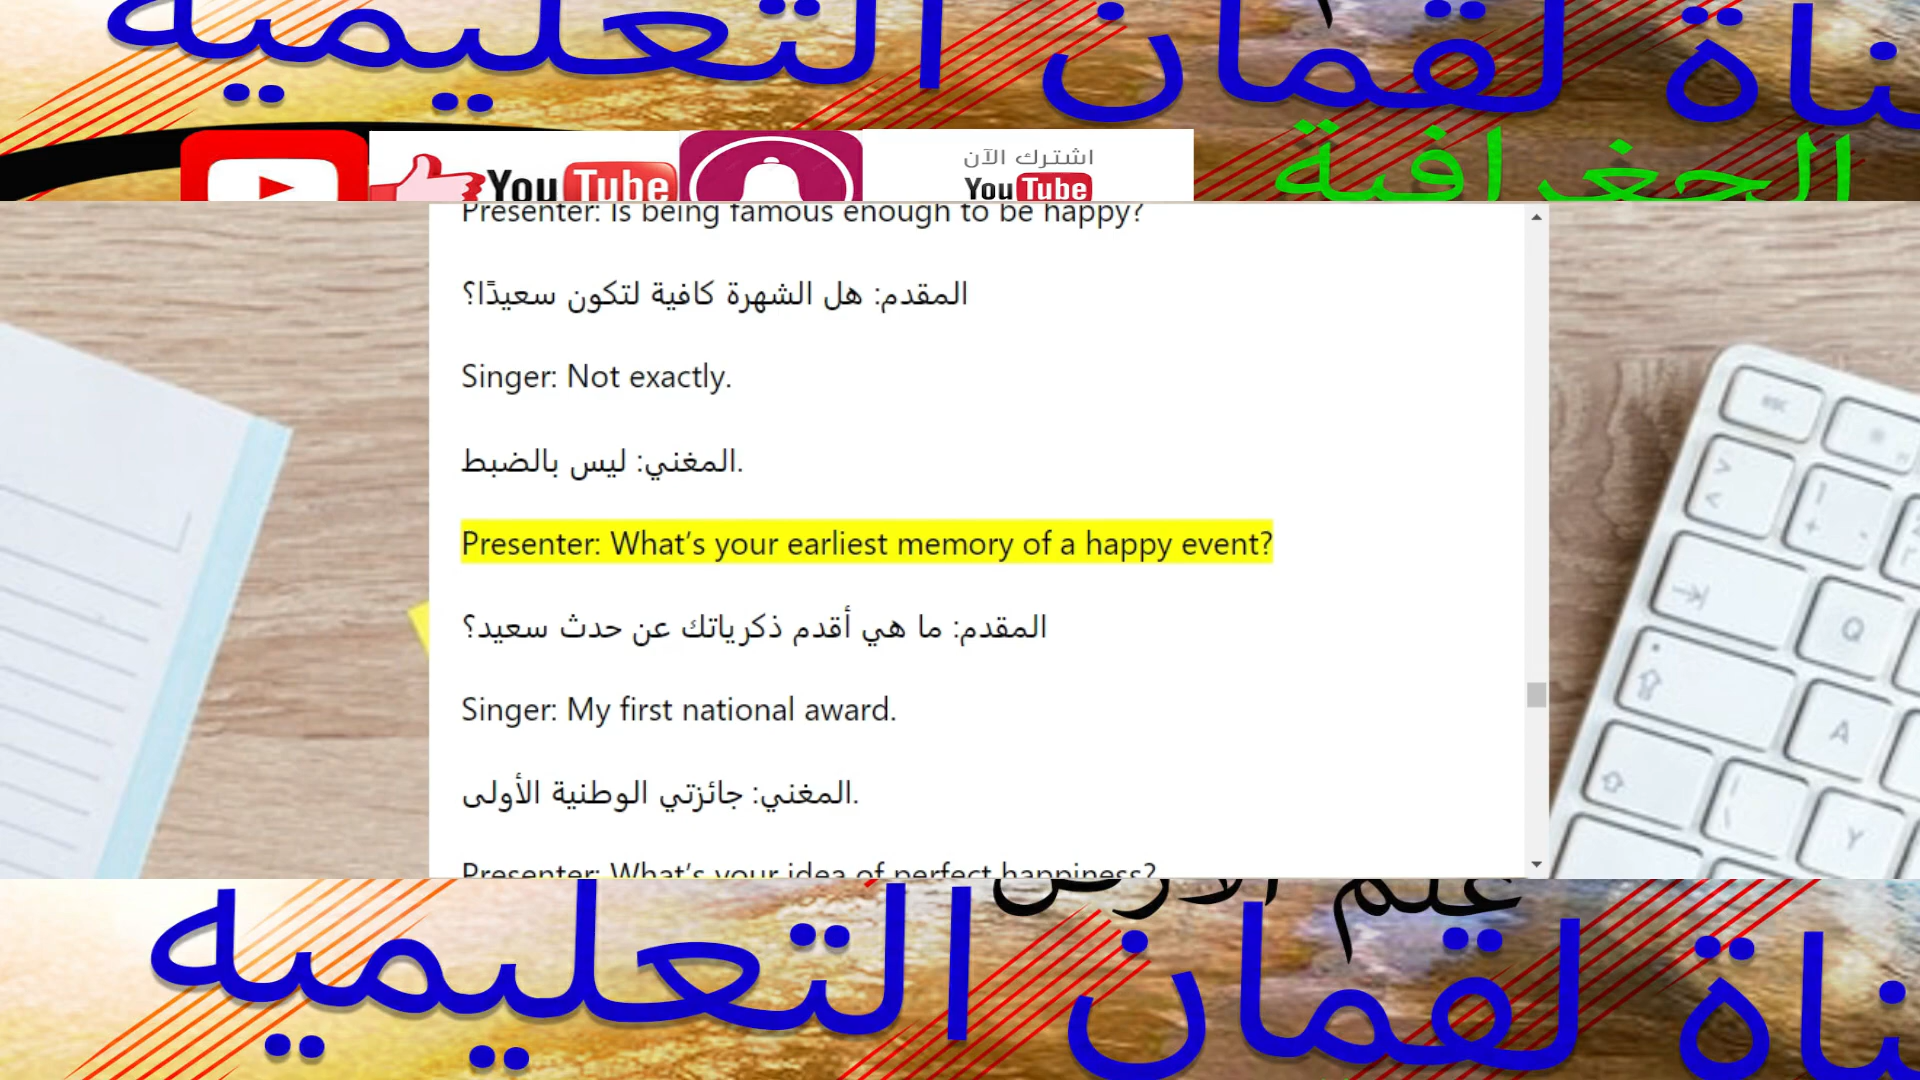 لقمان التعليمية
الجغرافية
YouTube
اشترك الآن
YouTube
Presenter: Is being famous enough to be happy?
المقدم: هل الشهرة كافية لتكون سعيدًا؟
Singer: Not exactly.
المغني: ليس بالضبط.
Presenter: What’s your earliest memory of a happy event?
المقدم: ما هي أقدم ذكرياتك عن حدث سعيد؟
Singer: My first national award.
المغني: جائزتي الوطنية الأولى.
Presenter: What’s your idea of perfect happiness?
علم الارض
لقمان التعليمية
esc
Q
A
Y